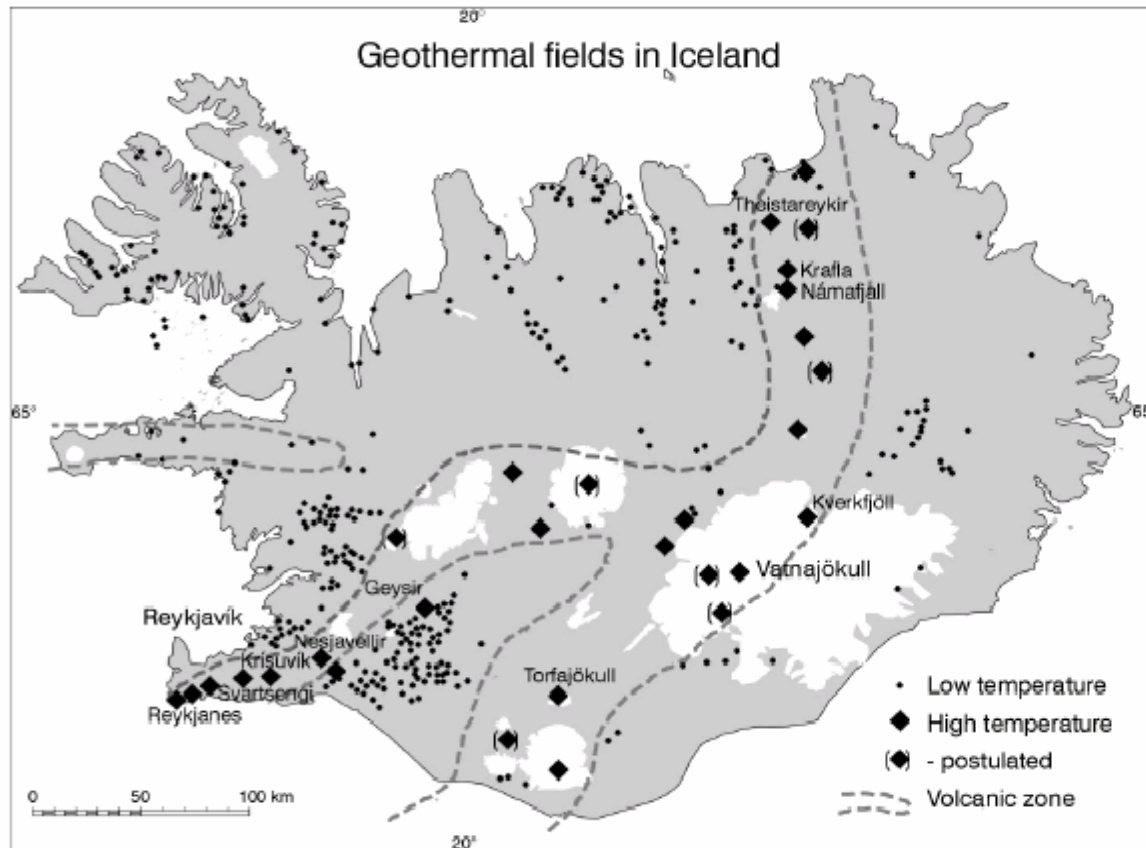 20°
Geothermal fields in Iceland
Theistareykir
Krafla
Námafjall
65°
65°
Kverkfjöll
Vatnajökull
Geysir
Reykjavík
Nesjavellir
Krisuvík
Svartsengi
Reykjanes
Torfajökull
Low temperature
High temperature
- postulated
Volcanic zone
0 50 100 km
20°